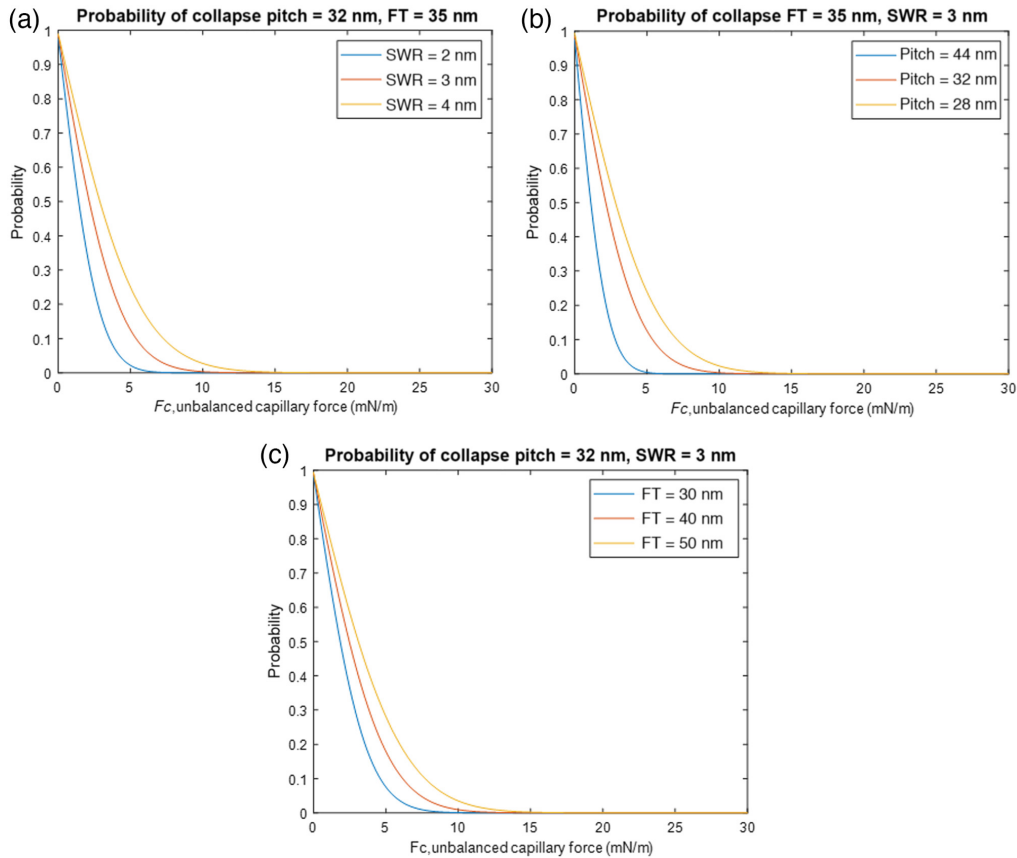 (a)
Probability of collapse pitch = 32 nm, FT = 35 nm
1
0.9
0.8
0.7
0.6
0.5
0.4
0.3
0.2
0.1
0
Probability
SWR = 2 nm
SWR = 3 nm
SWR = 4 nm
0 5 10 15 20 25 30
Fc,unbalanced capillary force (mN/m)
(b)
Probability of collapse FT = 35 nm, SWR = 3 nm
1
0.9
0.8
0.7
0.6
0.5
0.4
0.3
0.2
0.1
0
Probability
Pitch = 44 nm
Pitch = 32 nm
Pitch = 28 nm
0 5 10 15 20 25 30
Fc,unbalanced capillary force (mN/m)
(c)
Probability of collapse pitch = 32 nm, SWR = 3 nm
1
0.9
0.8
0.7
0.6
0.5
0.4
0.3
0.2
0.1
0
Probability
FT = 30 nm
FT = 40 nm
FT = 50 nm
0 5 10 15 20 25 30
Fc,unbalanced capillary force (mN/m)